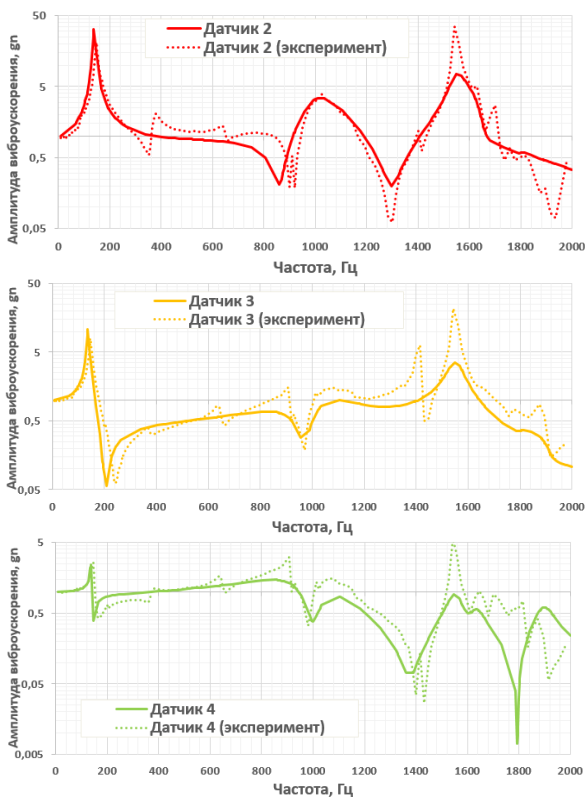 Амплитуда виброускорения, gn
50
5
0,5
0,05
Датчик 2
Датчик 2 (эксперимент)
0 200 400 600 800 1000 1200 1400 1600 1800 2000
Частота, Гц
Амплитуда виброускорения, gn
50
5
0,5
0,05
Датчик 3
Датчик 3 (эксперимент)
0 200 400 600 800 1000 1200 1400 1600 1800 2000
Частота, Гц
Амплитуда виброускорения, gn
5
0,5
0,05
0,005
Датчик 4
Датчик 4 (эксперимент)
0 200 400 600 800 1000 1200 1400 1600 1800 2000
Частота, Гц